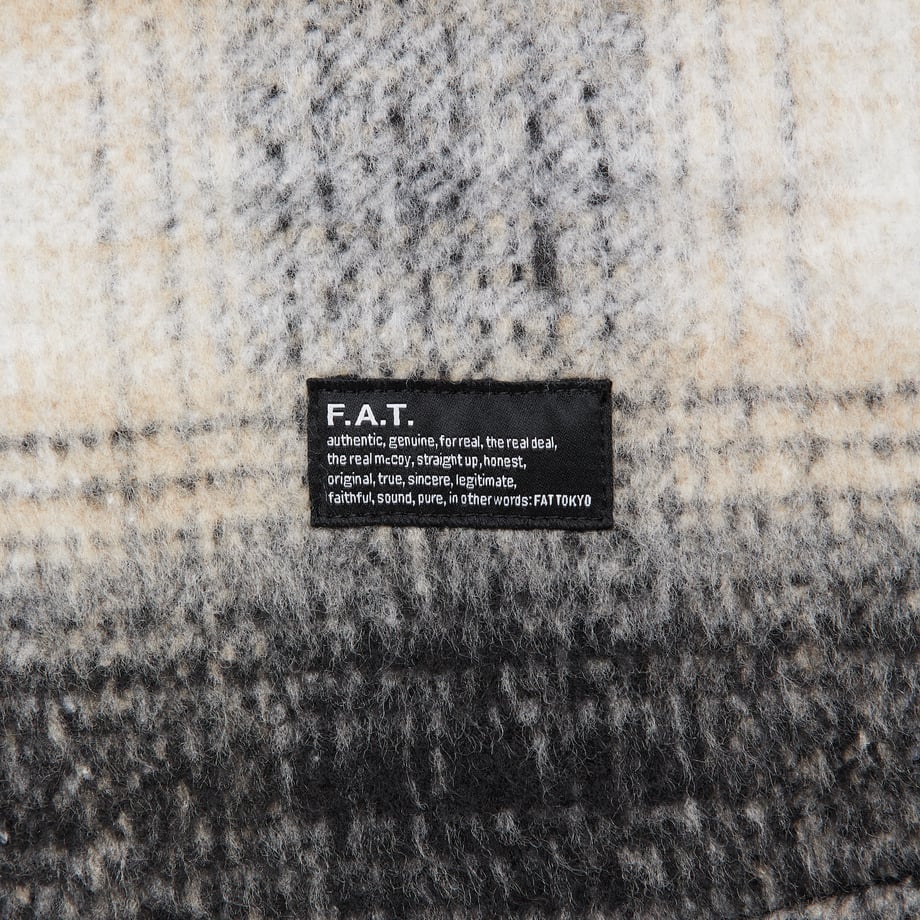 F.A.T.
authentic, genuine, for real, the real deal,
the real mccoy, straight up, honest,
original, true, sincere, legitimate,
faithful, sound, pure, in other words: FAT TOKYO